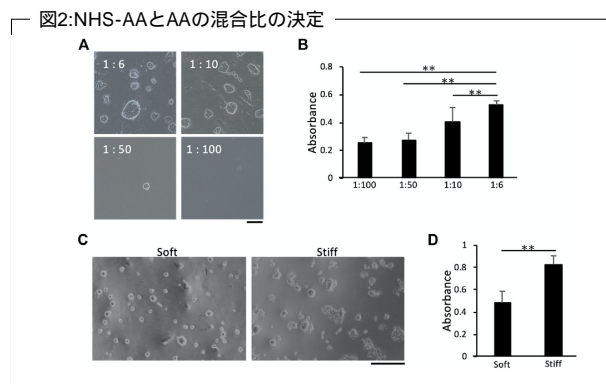 図2:NHS-AAとAAの混合比の決定
A
1 : 6
1 : 10
1 : 50
1 : 100
B
Absorbance
0.8
0.6
0.4
0.2
0
**
**
**
1:100
1:50
1:10
1:6
C
Soft
Stiff
D
Absorbance
1
0.8
0.6
0.4
0.2
0
**
Soft
Stiff